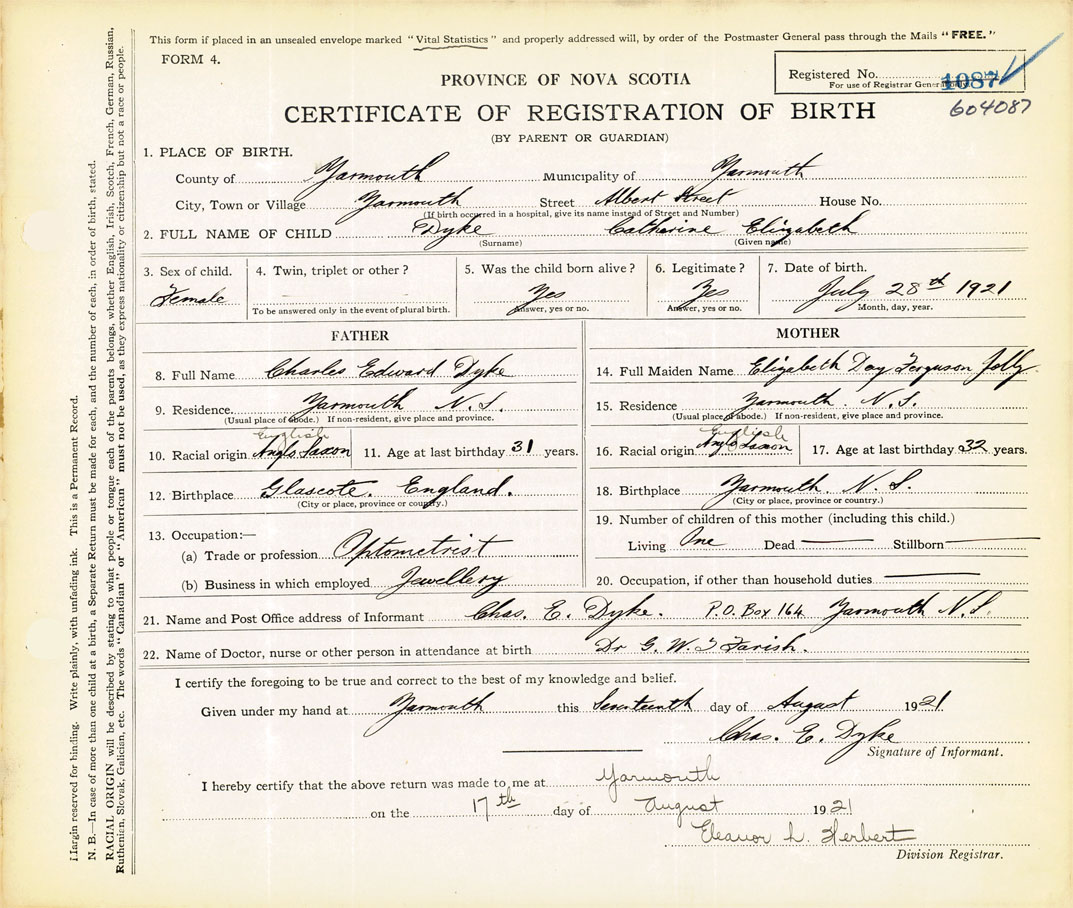 This form if placed in an unsealed envelope marked "Vital Statistics" and properly addressed will, by order of the Postmaster General pass through the Mails "FREE."
FORM 4.
PROVINCE OF NOVA SCOTIA
Registered No. 1087
For use of Registrar General
604087
CERTIFICATE OF REGISTRATION OF BIRTH
(BY PARENT OR GUARDIAN)
1. PLACE OF BIRTH.
County of Yarmouth Municipality of Yarmouth
City, Town or Village Yarmouth Street Albert Street House No.
(If birth occurred in a hospital, give its name instead of Street and Number)
2. FULL NAME OF CHILD Dyke Catherine Elizabeth
(Surname) (Given name)
3. Sex of child. 4. Twin, triplet or other? 5. Was the child born alive? 6. Legitimate? 7. Date of birth.
Female Yes Yes July 28th 1921
To be answered only in the event of plural birth. Answer, yes or no. Answer, yes or no. Month, day, year.
FATHER
8. Full Name Charles Edward Dyke
9. Residence Yarmouth N.S.
(Usual place of abode.) If non-resident, give place and province.
English
10. Racial origin Anglo Saxon 11. Age at last birthday 31 years.
12. Birthplace Glascote, England.
(City or place, province or country.)
13. Occupation:—
(a) Trade or profession Optometrist
(b) Business in which employed Jewellery
MOTHER
14. Full Maiden Name Elizabeth Day Ferguson Jolly.
15. Residence Yarmouth. N.S.
(Usual place of abode.) If non-resident, give place and province.
English
16. Racial origin Anglo Saxon 17. Age at last birthday 32 years.
18. Birthplace Yarmouth. N.S.
(City or place, province or country.)
19. Number of children of this mother (including this child.)
Living One Dead Stillborn
20. Occupation, if other than household duties
21. Name and Post Office address of Informant Chas. E. Dyke. P.O. Box 164 Yarmouth N.S.
22. Name of Doctor, nurse or other person in attendance at birth Dr G. W. T Farish.
I certify the foregoing to be true and correct to the best of my knowledge and belief.
Given under my hand at Yarmouth this Seventeenth day of August 1921
Chas. E. Dyke
Signature of Informant.
I hereby certify that the above return was made to me at Yarmouth
on the 17th day of August 1921
Eleanor L. Herbert
Division Registrar.
Margin reserved for binding. Write plainly, with unfading ink. This is a Permanent Record.
N. B.—In case of more than one child at a birth, a Separate Return must be made for each, and the number of each, in order of birth, stated.
RACIAL ORIGIN will be described by stating to what people or tongue each of the parents belongs, whether English, Irish, Scotch, French, German, Russian,
Ruthenian, Slovak, Galician, etc. The words "Canadian" or "American" must not be used, as they express nationality or citizenship but not a race or people.